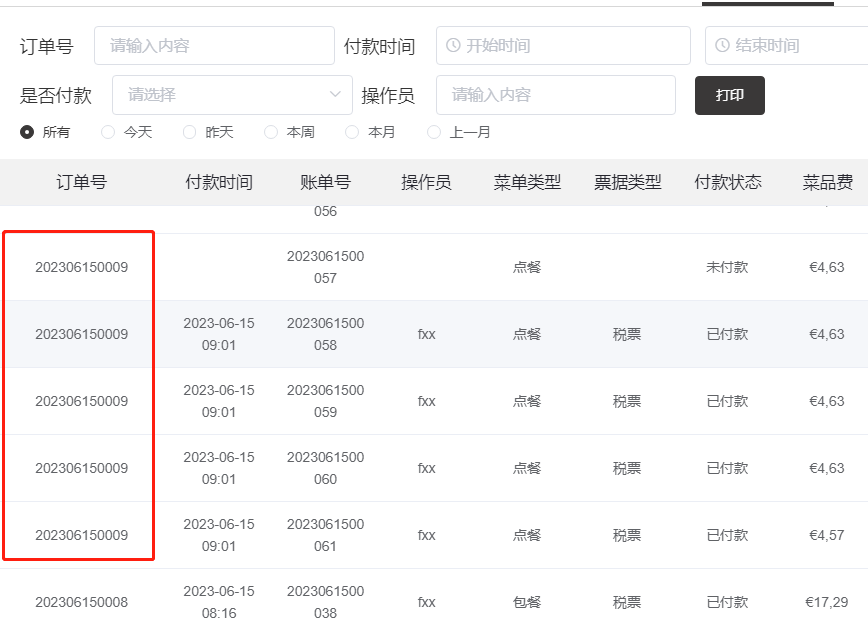 订单号 请输入内容 付款时间 开始时间 结束时间
是否付款 请选择 操作员 请输入内容 打印
所有 今天 昨天 本周 本月 上一月
订单号 付款时间 账单号 操作员 菜单类型 票据类型 付款状态 菜品费
056
202306150009 2023061500 点餐 未付款 €4,63
057
202306150009 2023-06-15 2023061500 fxx 点餐 税票 已付款 €4,63
09:01 058
202306150009 2023-06-15 2023061500 fxx 点餐 税票 已付款 €4,63
09:01 059
202306150009 2023-06-15 2023061500 fxx 点餐 税票 已付款 €4,63
09:01 060
202306150009 2023-06-15 2023061500 fxx 点餐 税票 已付款 €4,57
09:01 061
202306150008 2023-06-15 2023061500 fxx 包餐 税票 已付款 €17,29
08:16 038